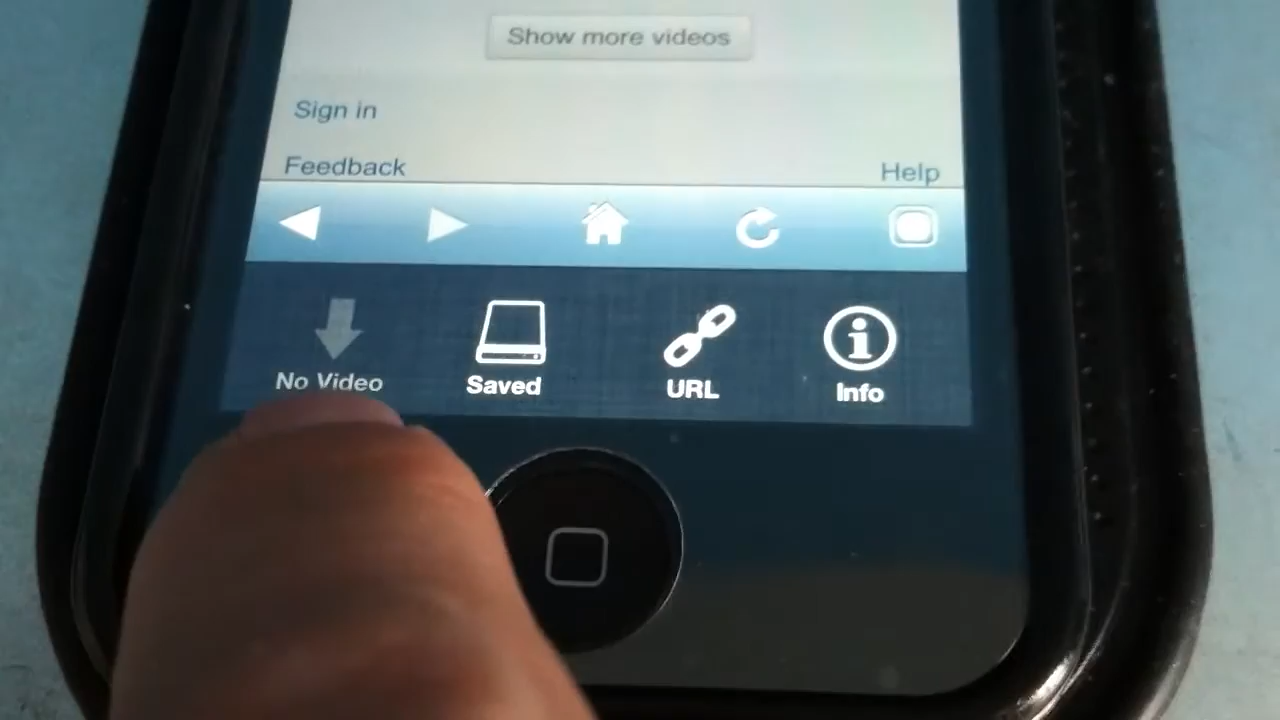 Show more videos
Sign in
Feedback
Help
No Video
Saved
URL
Info